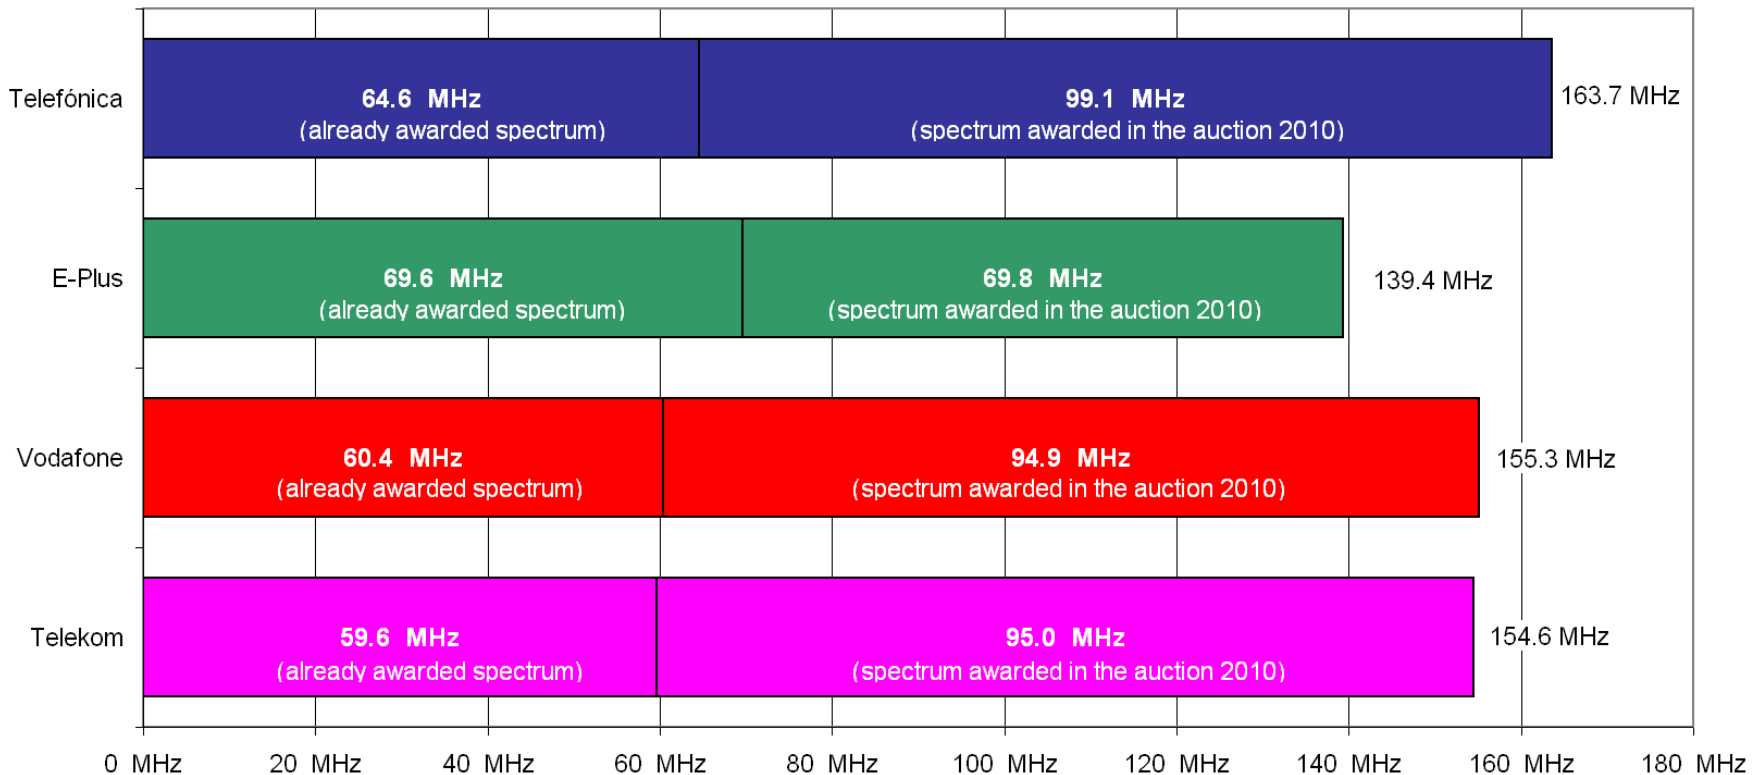 Telefónica
64.6 MHz
(already awarded spectrum)
99.1 MHz
(spectrum awarded in the auction 2010)
163.7 MHz
E-Plus
69.6 MHz
(already awarded spectrum)
69.8 MHz
(spectrum awarded in the auction 2010)
139.4 MHz
Vodafone
60.4 MHz
(already awarded spectrum)
94.9 MHz
(spectrum awarded in the auction 2010)
155.3 MHz
Telekom
59.6 MHz
(already awarded spectrum)
95.0 MHz
(spectrum awarded in the auction 2010)
154.6 MHz
0 MHz 20 MHz 40 MHz 60 MHz 80 MHz 100 MHz 120 MHz 140 MHz 160 MHz 180 MHz